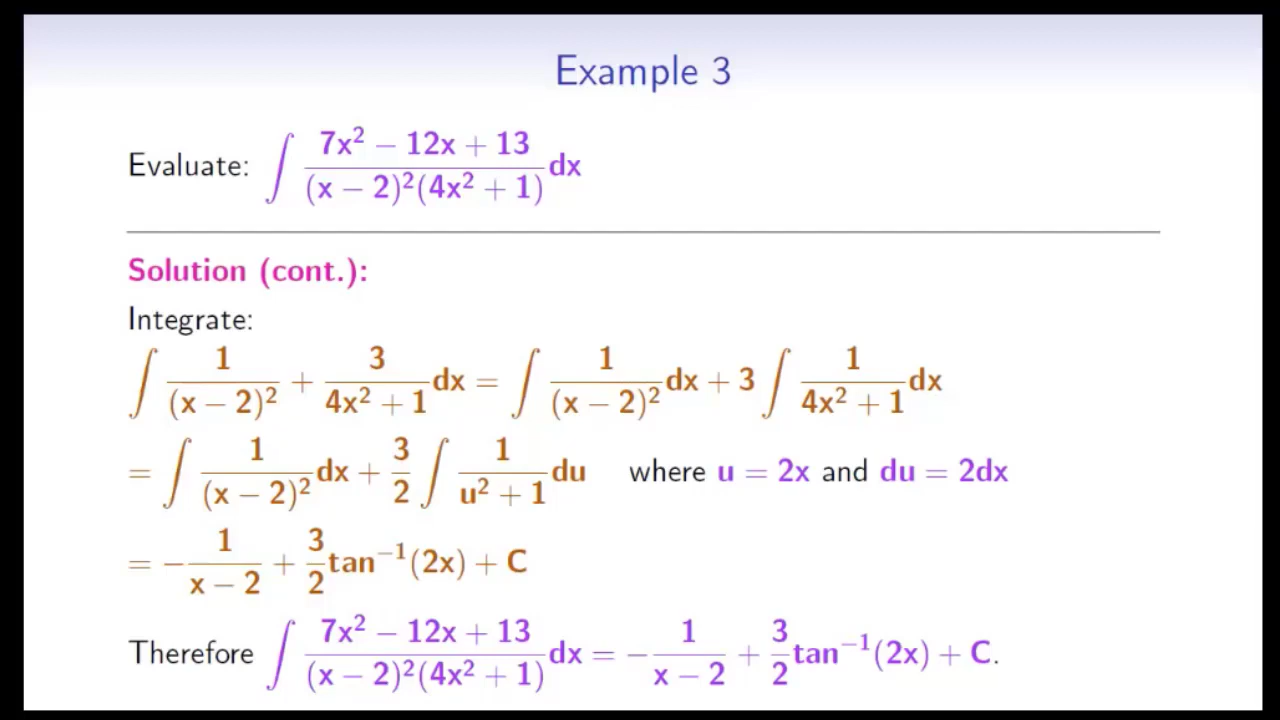 Example 3
Evaluate: ∫ (7x² − 12x + 13)/((x − 2)²(4x² + 1)) dx
Solution (cont.):
Integrate:
∫ 1/(x − 2)² + 3/(4x² + 1) dx = ∫ 1/(x − 2)² dx + 3 ∫ 1/(4x² + 1) dx
= ∫ 1/(x − 2)² dx + 3/2 ∫ 1/(u² + 1) du where u = 2x and du = 2dx
= − 1/(x − 2) + 3/2 tan⁻¹(2x) + C
Therefore ∫ (7x² − 12x + 13)/((x − 2)²(4x² + 1)) dx = − 1/(x − 2) + 3/2 tan⁻¹(2x) + C.